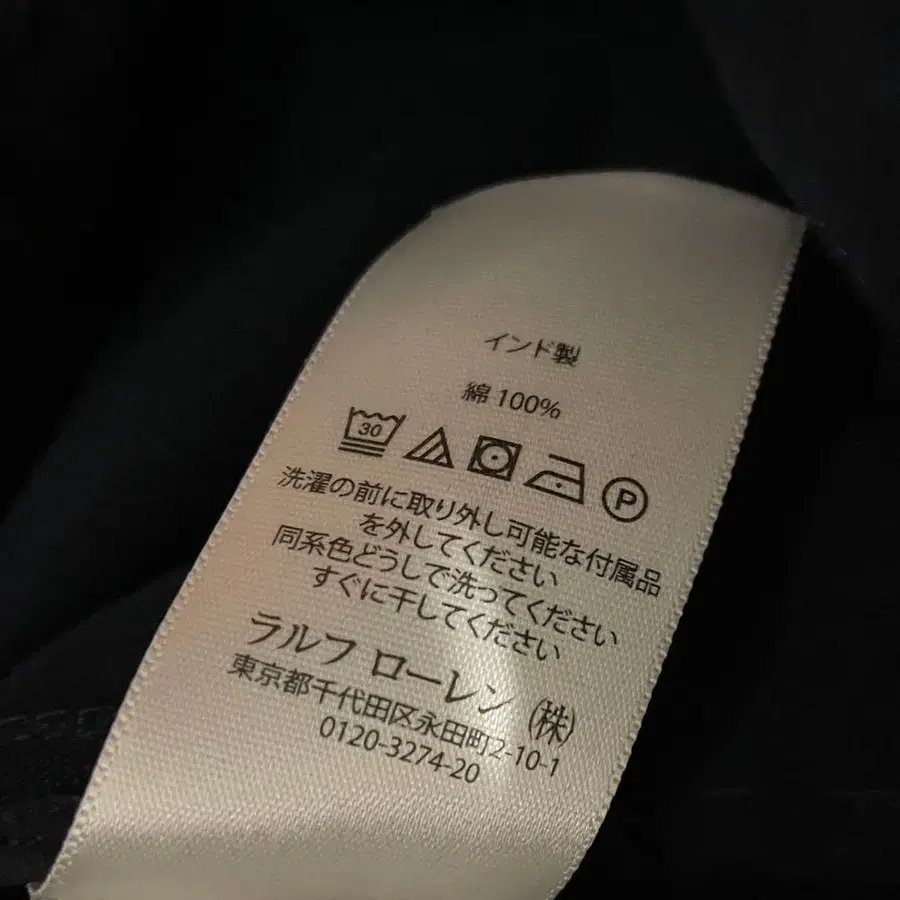 インド製
綿 100%
30
P
洗濯の前に取り外し可能な付属品
を外してください
同系色どうしで洗ってください
すぐに干してください
ラルフ ローレン (株)
東京都千代田区永田町2-10-1
0120-3274-20